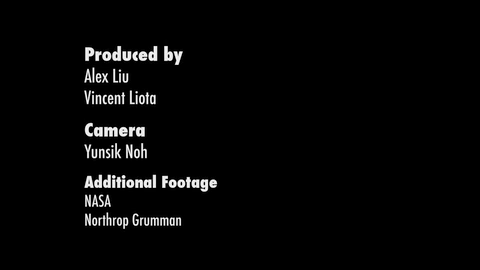 Produced by
Alex Liu
Vincent Liota
Camera
Yunsik Noh
Additional Footage
NASA
Northrop Grumman